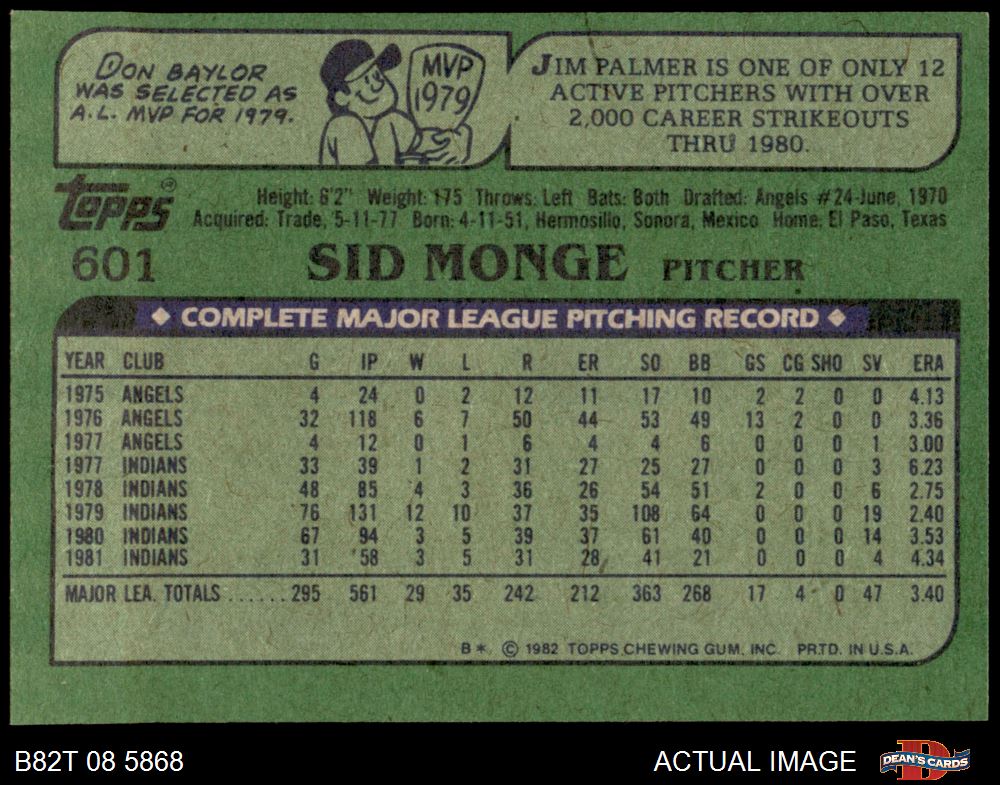 DON BAYLOR
WAS SELECTED AS
A.L. MVP FOR 1979.
MVP
1979
JIM PALMER IS ONE OF ONLY 12
ACTIVE PITCHERS WITH OVER
2,000 CAREER STRIKEOUTS
THRU 1980.
Topps ®
Height: 6'2" Weight: 175 Throws: Left Bats: Both Drafted: Angels #24-June, 1970
Acquired: Trade, 5-11-77 Born: 4-11-51, Hermosillo, Sonora, Mexico Home: El Paso, Texas
601 SID MONGE PITCHER
◆ COMPLETE MAJOR LEAGUE PITCHING RECORD ◆
YEAR CLUB G IP W L R ER SO BB GS CG SHO SV ERA
1975 ANGELS 4 24 0 2 12 11 17 10 2 2 0 0 4.13
1976 ANGELS 32 118 6 7 50 44 53 49 13 2 0 0 3.36
1977 ANGELS 4 12 0 1 6 4 4 6 0 0 0 1 3.00
1977 INDIANS 33 39 1 2 31 27 25 27 0 0 0 3 6.23
1978 INDIANS 48 85 4 3 36 26 54 51 2 0 0 6 2.75
1979 INDIANS 76 131 12 10 37 35 108 64 0 0 0 19 2.40
1980 INDIANS 67 94 3 5 39 37 61 40 0 0 0 14 3.53
1981 INDIANS 31 58 3 5 31 28 41 21 0 0 0 4 4.34
MAJOR LEA. TOTALS ...... 295 561 29 35 242 212 363 268 17 4 0 47 3.40
B* © 1982 TOPPS CHEWING GUM, INC. PRTD. IN U.S.A.
B82T 08 5868 ACTUAL IMAGE D DEAN'S CARDS